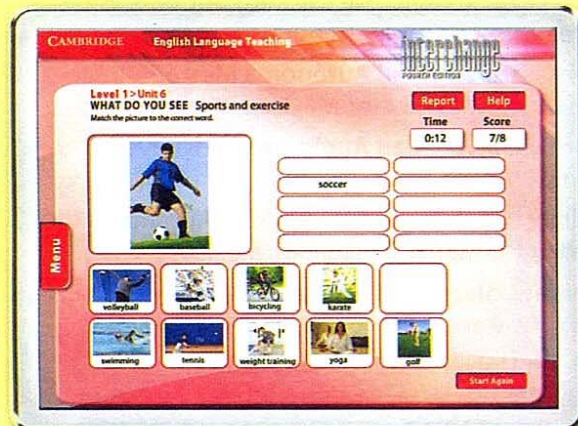 CAMBRIDGE English Language Teaching
interchange
FOURTH EDITION
Level 1 > Unit 6
WHAT DO YOU SEE Sports and exercise
Match the picture to the correct word.
Report Help
Time Score
0:12 7/8
soccer
Menu
volleyball baseball bicycling karate
swimming tennis weight training yoga golf
Start Again